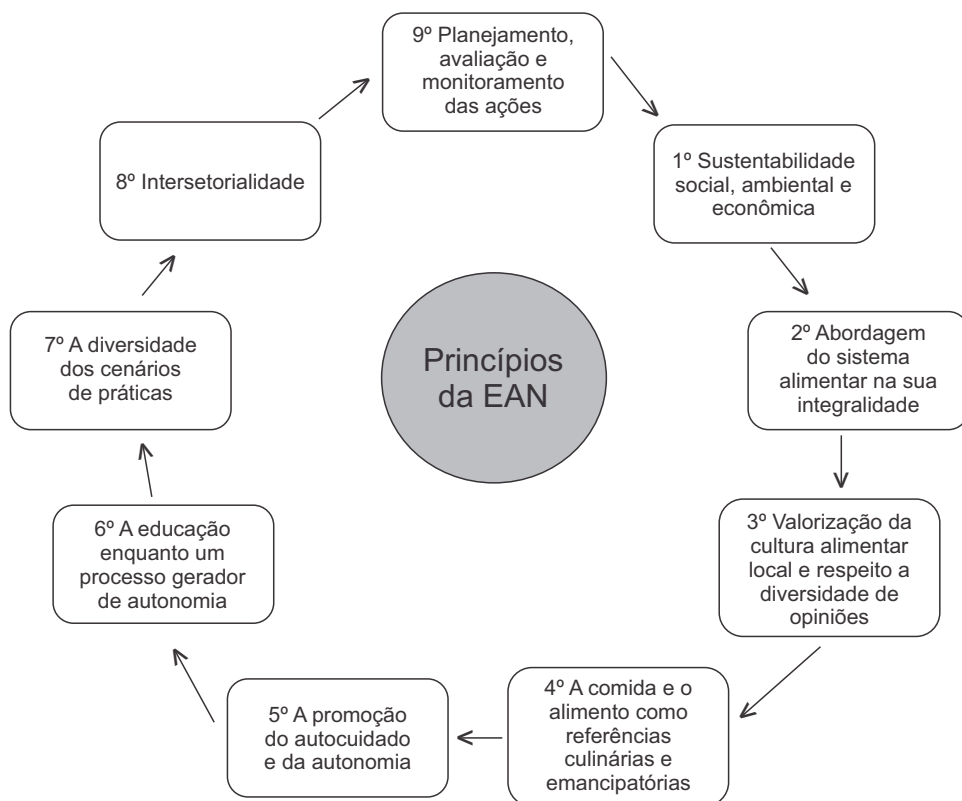 9º Planejamento,
avaliação e
monitoramento
das ações
1º Sustentabilidade
social, ambiental e
econômica
2º Abordagem
do sistema
alimentar na sua
integralidade
3º Valorização da
cultura alimentar
local e respeito a
diversidade de
opiniões
4º A comida e o
alimento como
referências
culinárias e
emancipatórias
5º A promoção
do autocuidado
e da autonomia
6º A educação
enquanto um
processo gerador
de autonomia
7º A diversidade
dos cenários
de práticas
8º Intersetorialidade
Princípios
da EAN